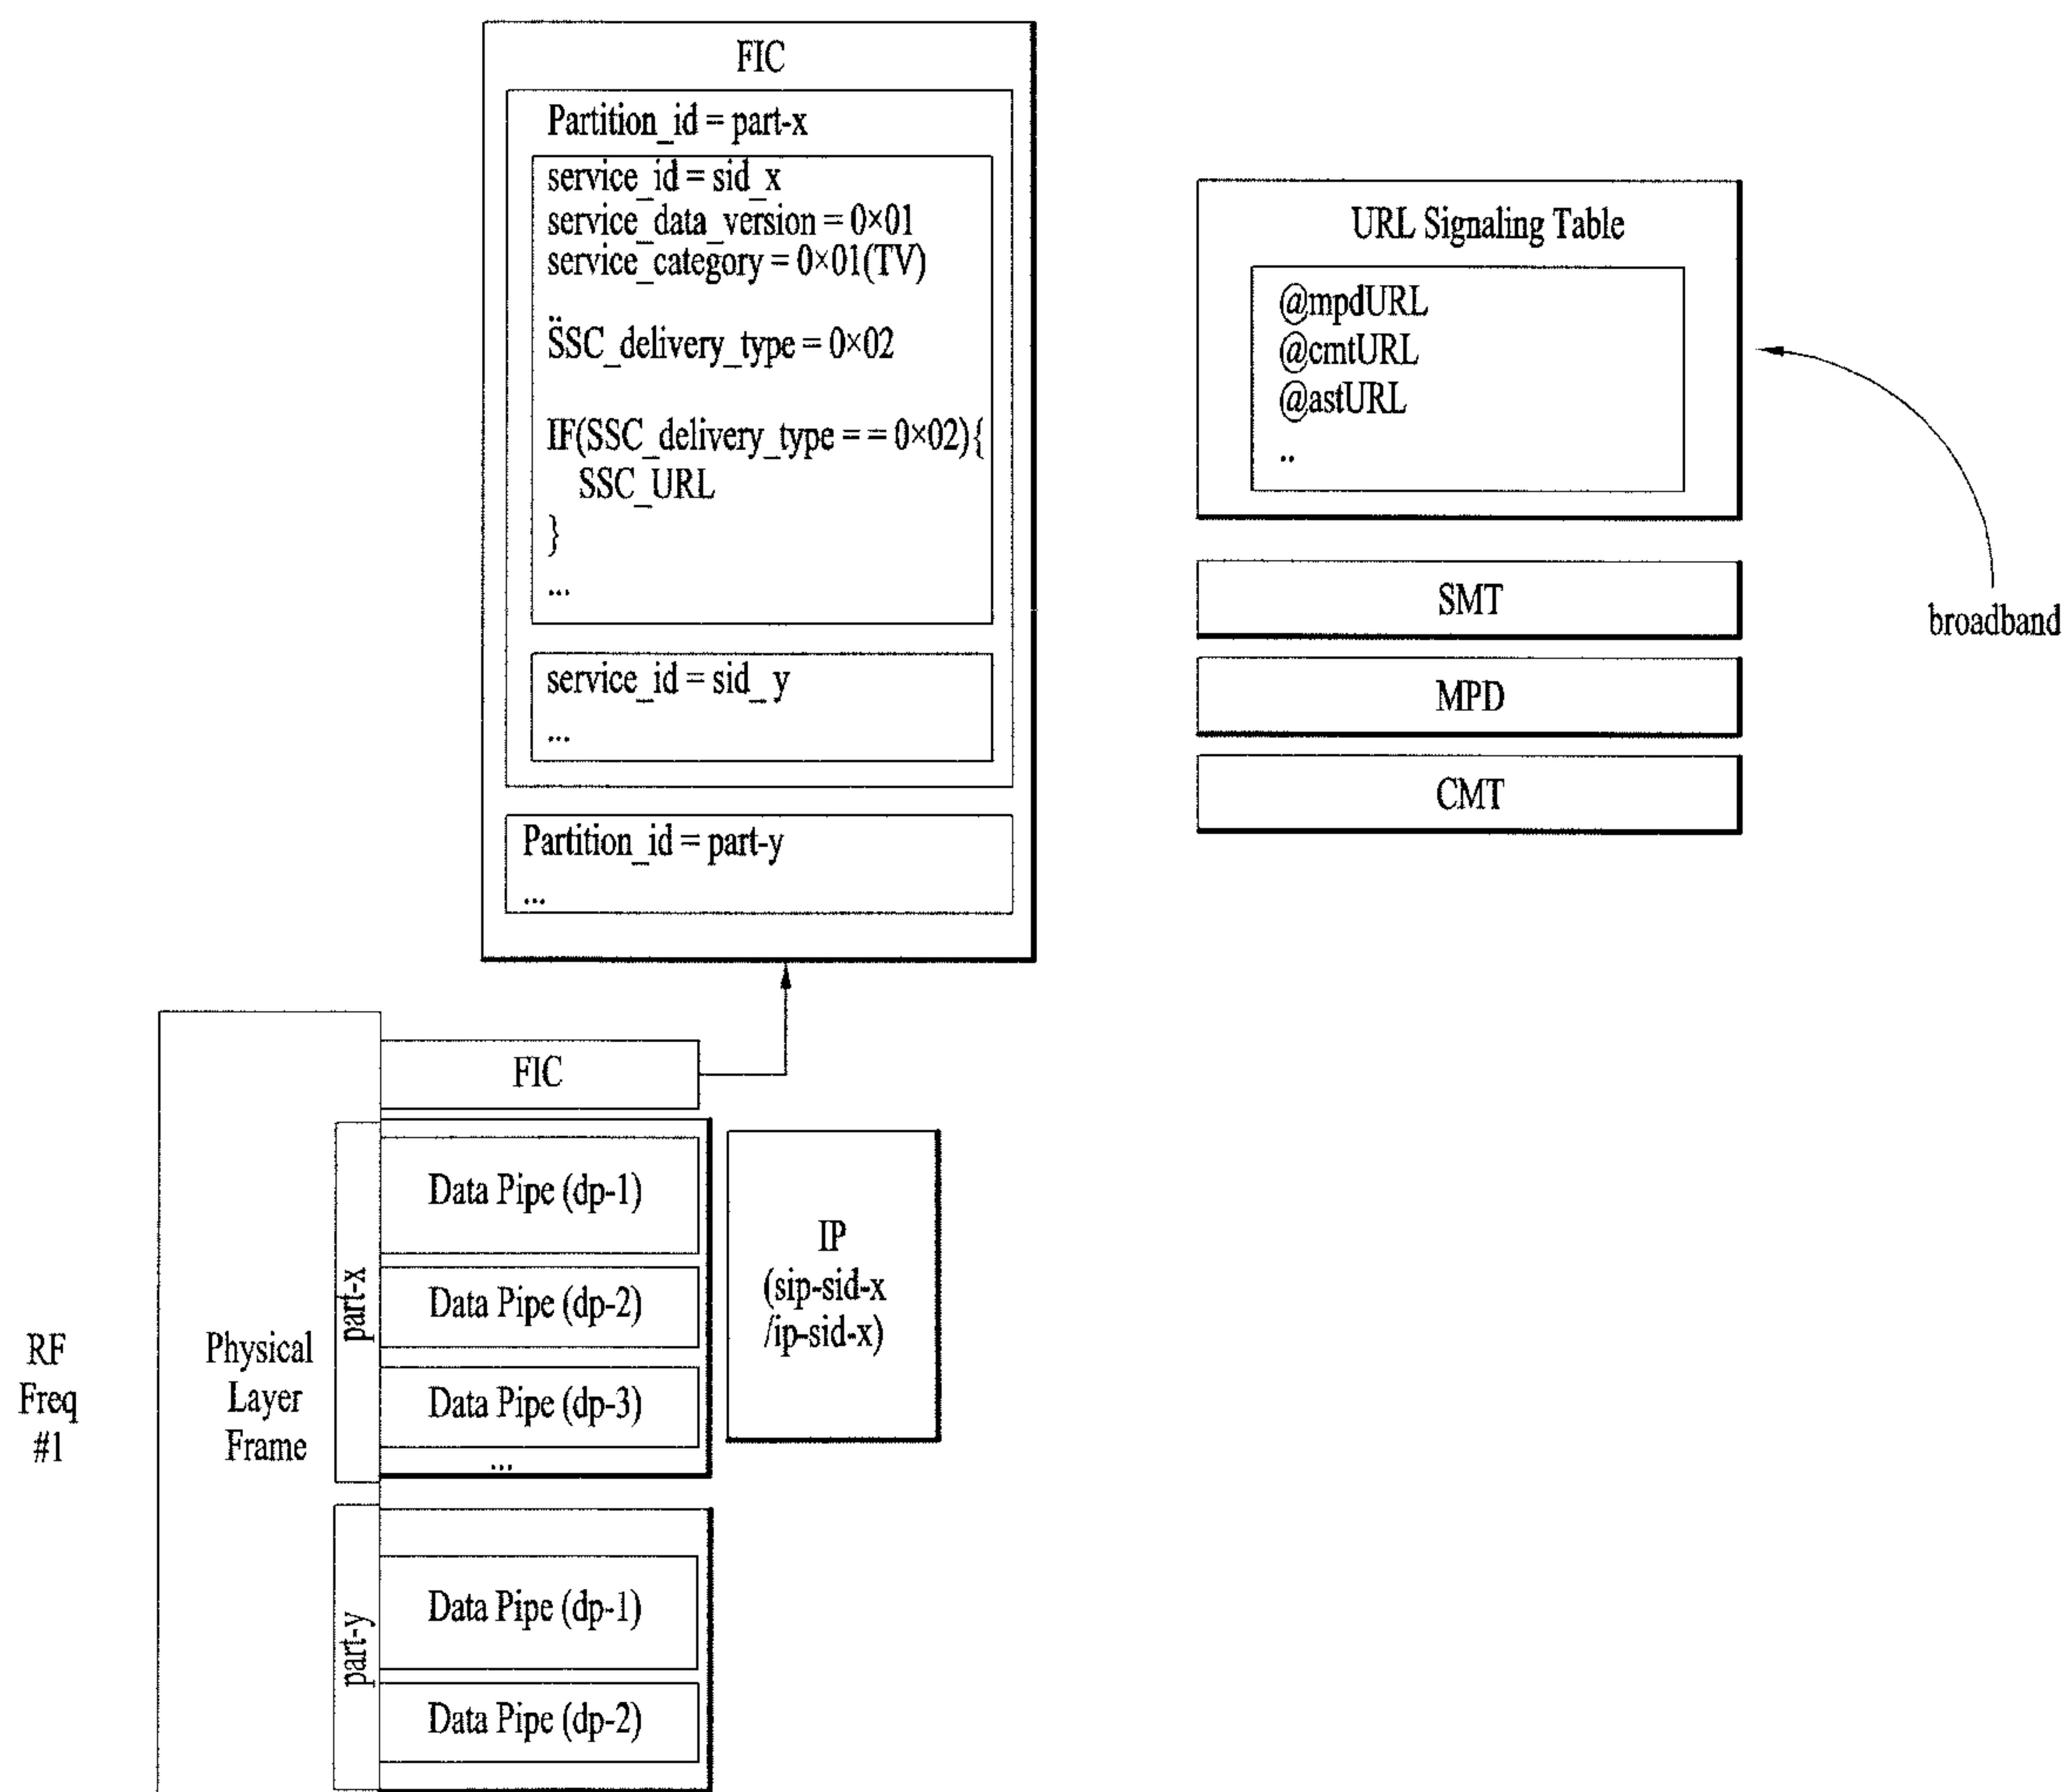 FIC
Partition_id = part-x
service_id = sid_x
service_data_version = 0×01
service_category = 0×01(TV)
..
SSC_delivery_type = 0×02
IF(SSC_delivery_type = = 0×02){
SSC_URL
}
...
service_id = sid_ y
...
Partition_id = part-y
...
URL Signaling Table
@mpdURL
@cmtURL
@astURL
..
SMT
MPD
CMT
broadband
RF
Freq
#1
Physical
Layer
Frame
FIC
part-x
Data Pipe (dp-1)
Data Pipe (dp-2)
Data Pipe (dp-3)
...
IP
(sip-sid-x
/ip-sid-x)
part-y
Data Pipe (dp-1)
Data Pipe (dp-2)